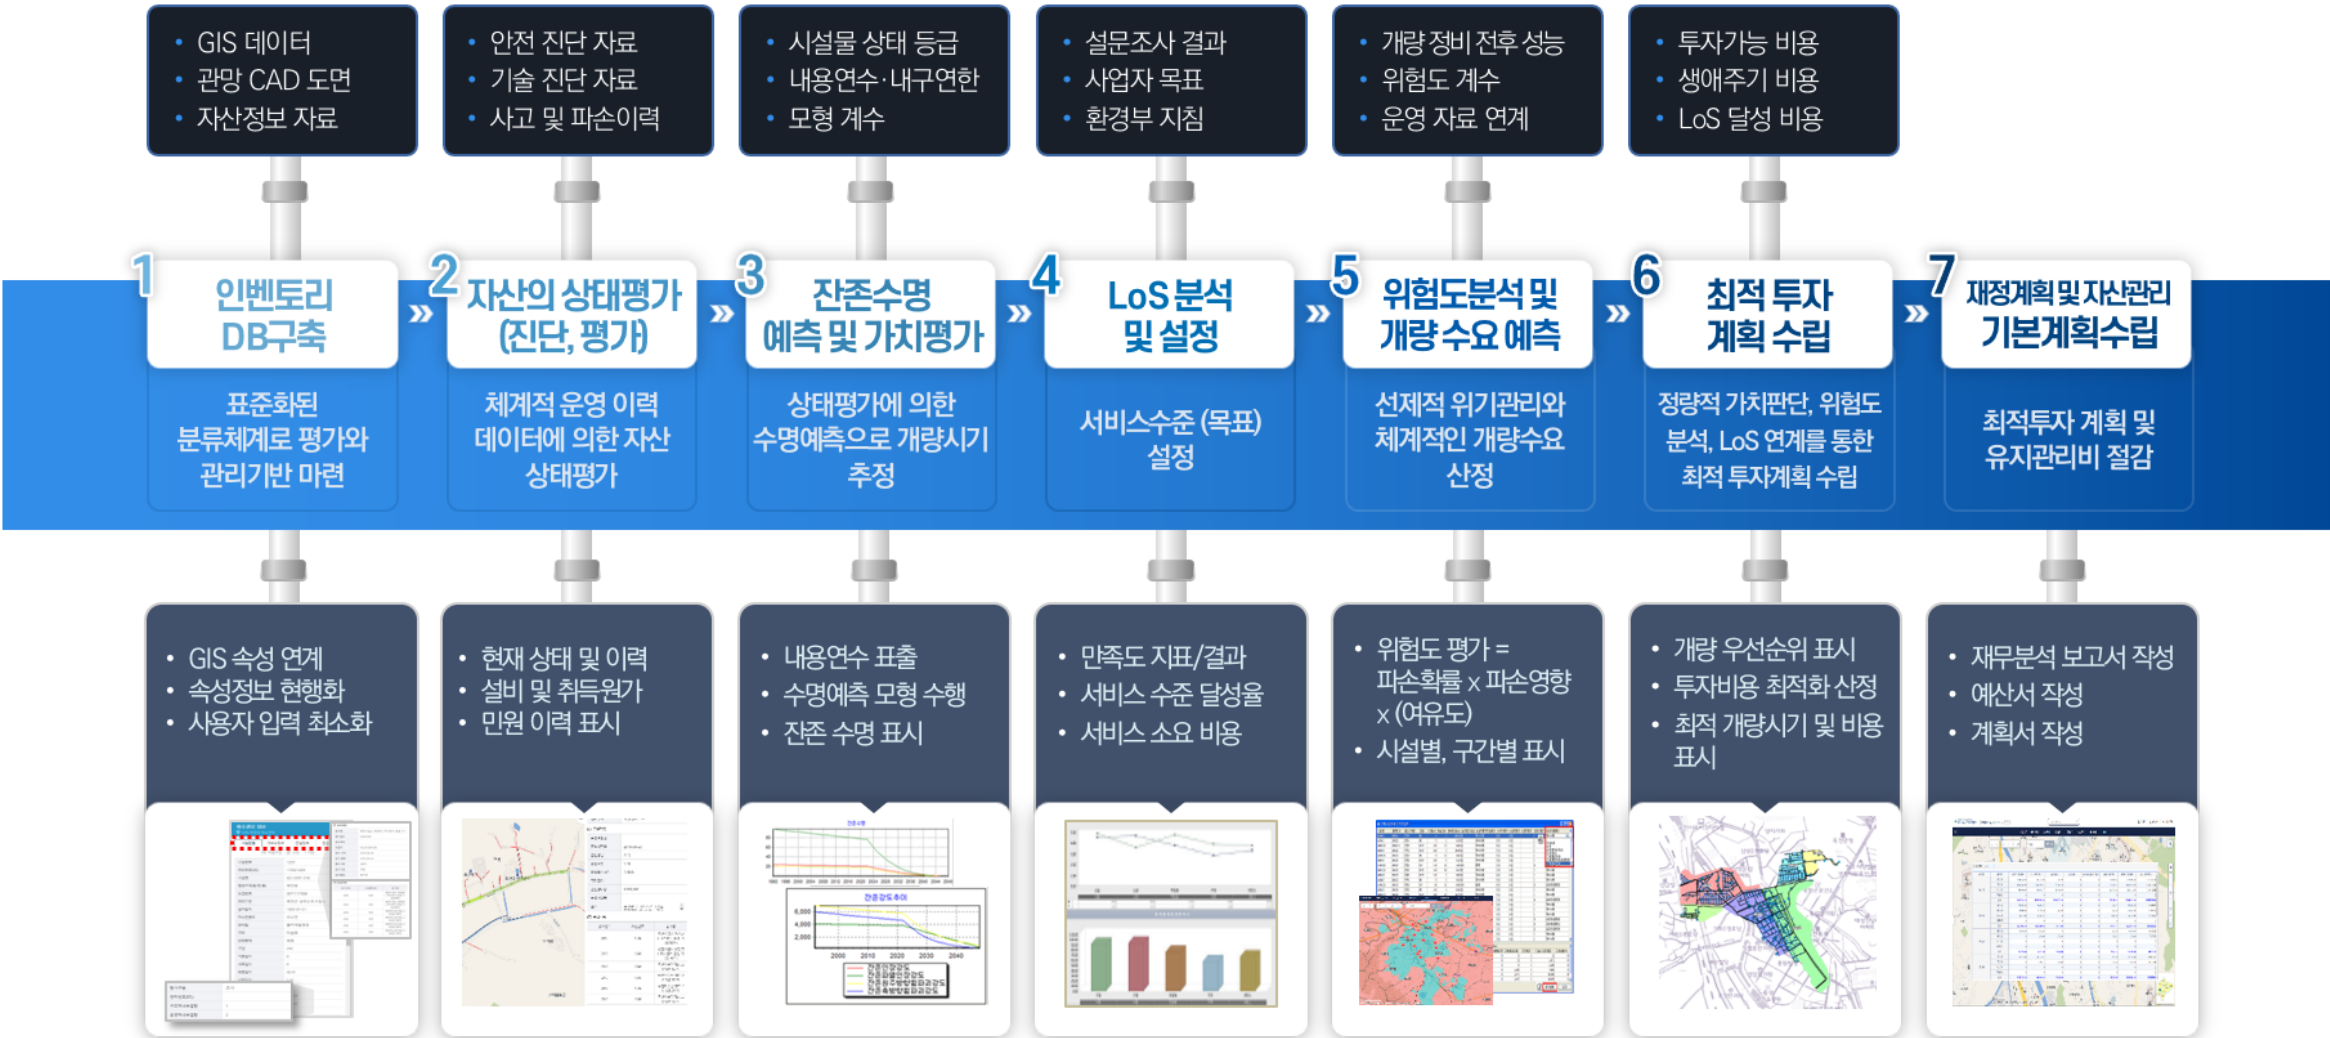 • GIS 데이터
• 관망 CAD 도면
• 자산정보 자료
• 안전 진단 자료
• 기술 진단 자료
• 사고 및 파손이력
• 시설물 상태 등급
• 내용연수·내구연한
• 모형 계수
• 설문조사 결과
• 사업자 목표
• 환경부 지침
• 개량 정비 전후 성능
• 위험도 계수
• 운영 자료 연계
• 투자가능 비용
• 생애주기 비용
• LoS 달성 비용
1
인벤토리
DB구축
표준화된
분류체계로 평가와
관리기반 마련
»
2
자산의 상태평가
(진단, 평가)
체계적 운영 이력
데이터에 의한 자산
상태평가
»
3
잔존수명
예측 및 가치평가
상태평가에 의한
수명예측으로 개량시기
추정
»
4
LoS 분석
및 설정
서비스수준 (목표)
설정
»
5
위험도분석 및
개량 수요 예측
선제적 위기관리와
체계적인 개량수요
산정
»
6
최적 투자
계획 수립
정량적 가치판단, 위험도
분석, LoS 연계를 통한
최적 투자계획 수립
»
7
재정계획 및 자산관리
기본계획수립
최적투자 계획 및
유지관리비 절감
• GIS 속성 연계
• 속성정보 현행화
• 사용자 입력 최소화
• 현재 상태 및 이력
• 설비 및 취득원가
• 민원 이력 표시
• 내용연수 표출
• 수명예측 모형 수행
• 잔존 수명 표시
• 만족도 지표/결과
• 서비스 수준 달성율
• 서비스 소요 비용
• 위험도 평가 =
파손확률 x 파손영향
x (여유도)
• 시설별, 구간별 표시
• 개량 우선순위 표시
• 투자비용 최적화 산정
• 최적 개량시기 및 비용
표시
• 재무분석 보고서 작성
• 예산서 작성
• 계획서 작성
잔존수명
잔존강도추이
6,000
4,000
2,000
2000 2010 2020 2030 2040